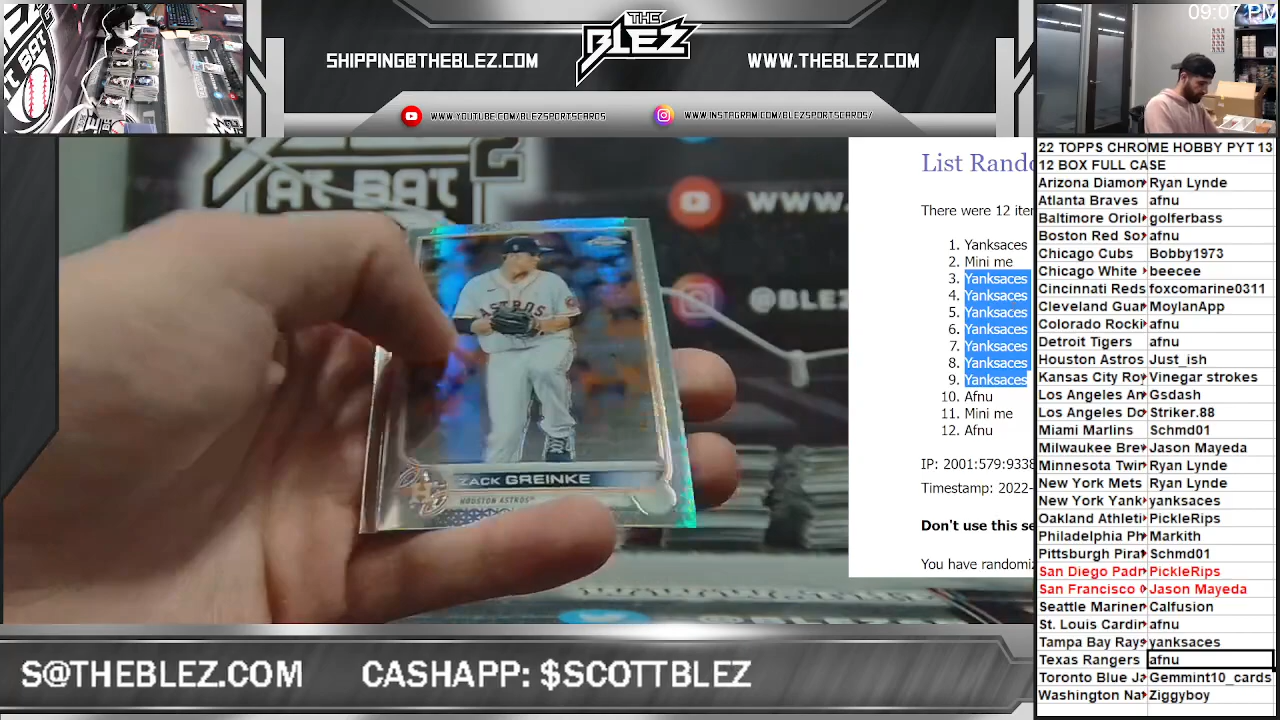 09:07 PM
THE
BLEZ
SHIPPING@THEBLEZ.COM
WWW.THEBLEZ.COM
WWW.YOUTUBE.COM/BLEZSPORTSCARDS
WWW.INSTAGRAM.COM/BLEZSPORTSCARDS/
AT BAT
WWW.
@BLEZ
ASTROS
ZACK GREINKE
HOUSTON ASTROS
List Rando
There were 12 iter
1. Yanksaces
2. Mini me
3. Yanksaces
4. Yanksaces
5. Yanksaces
6. Yanksaces
7. Yanksaces
8. Yanksaces
9. Yanksaces
10. Afnu
11. Mini me
12. Afnu
IP: 2001:579:9338
Timestamp: 2022-
Don't use this se
You have randomiz
22 TOPPS CHROME HOBBY PYT 13
12 BOX FULL CASE
Arizona Diamon Ryan Lynde
Atlanta Braves afnu
Baltimore Oriol golferbass
Boston Red So afnu
Chicago Cubs Bobby1973
Chicago White beecee
Cincinnati Reds foxcomarine0311
Cleveland Gua MoylanApp
Colorado Rocki afnu
Detroit Tigers afnu
Houston Astros Just_ish
Kansas City Ro Vinegar strokes
Los Angeles An Gsdash
Los Angeles Do Striker.88
Miami Marlins Schmd01
Milwaukee Bre Jason Mayeda
Minnesota Twin Ryan Lynde
New York Mets Ryan Lynde
New York Yank yanksaces
Oakland Athleti PickleRips
Philadelphia Ph Markith
Pittsburgh Pira Schmd01
San Diego Padr PickleRips
San Francisco Jason Mayeda
Seattle Mariner Calfusion
St. Louis Cardin afnu
Tampa Bay Rays yanksaces
Texas Rangers afnu
Toronto Blue Ja Gemmint10_cards
Washington Na Ziggyboy
S@THEBLEZ.COM
CASHAPP: $SCOTTBLEZ